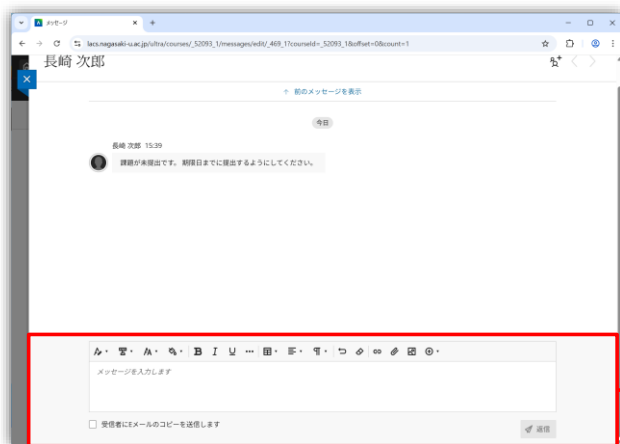 メッセージ
lacs.nagasaki-u.ac.jp/ultra/courses/_52093_1/messages/edit/_469_1?courseId=_52093_1&offset=0&count=1
長崎 次郎
前のメッセージを表示
今日
長崎 次郎 15:39
課題が未提出です。 期限日までに提出するようにしてください。
B I U
メッセージを入力します
受信者にEメールのコピーを送信します
返信